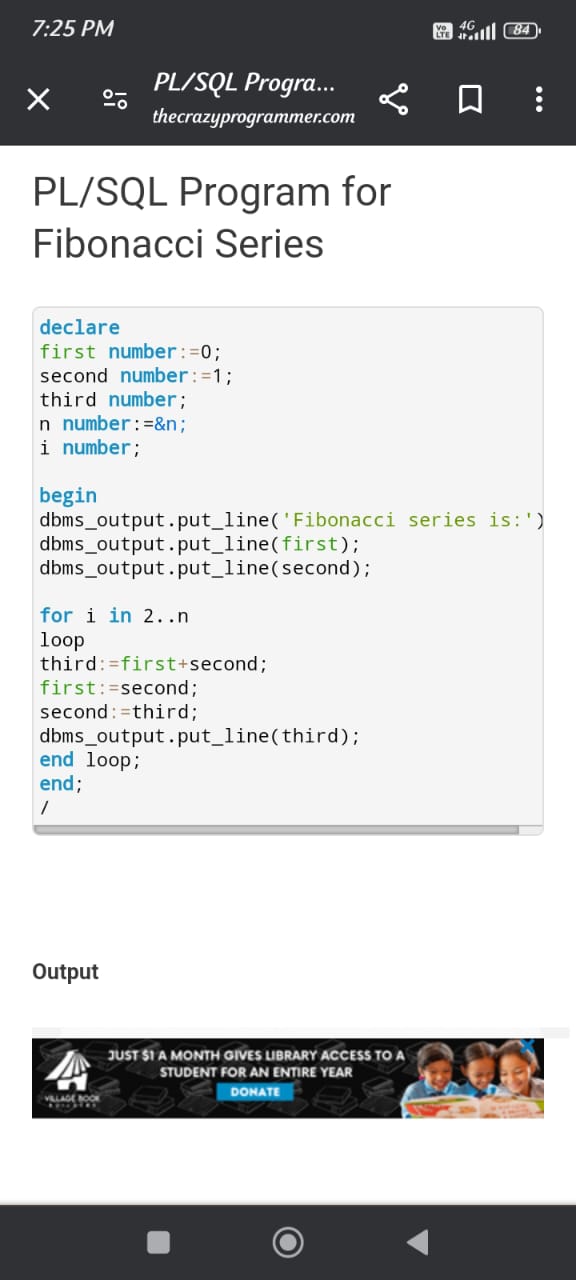 7:25 PM
Vo LTE 4G 84
PL/SQL Progra...
thecrazyprogrammer.com
PL/SQL Program for
Fibonacci Series
declare
first number:=0;
second number:=1;
third number;
n number:=&n;
i number;
begin
dbms_output.put_line('Fibonacci series is:')
dbms_output.put_line(first);
dbms_output.put_line(second);
for i in 2..n
loop
third:=first+second;
first:=second;
second:=third;
dbms_output.put_line(third);
end loop;
end;
/
Output
JUST $1 A MONTH GIVES LIBRARY ACCESS TO A
STUDENT FOR AN ENTIRE YEAR
DONATE
VILLAGE BOOK
BUILDERS